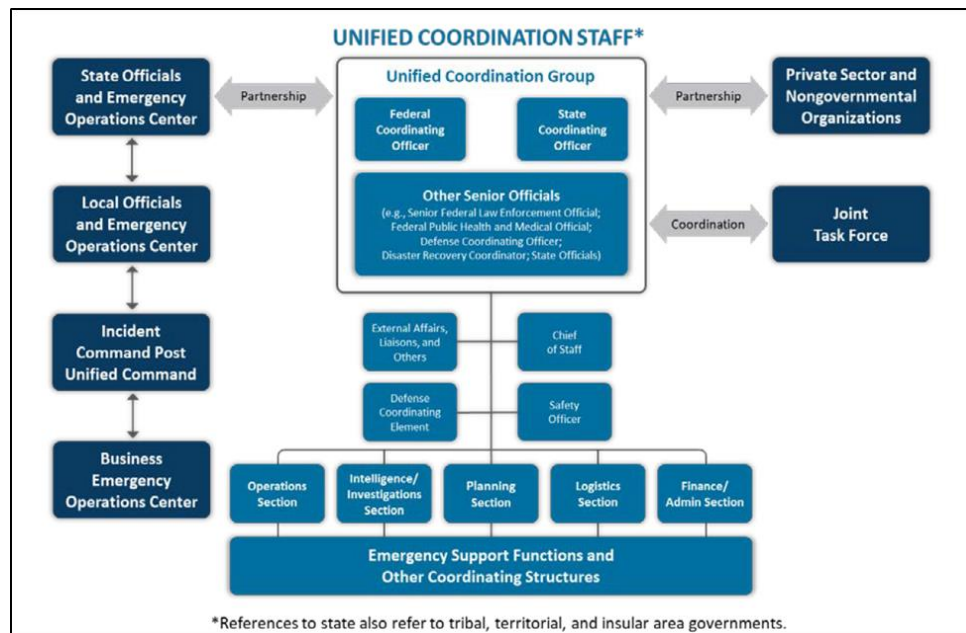 UNIFIED COORDINATION STAFF*
State Officials
and Emergency
Operations Center
Partnership
Unified Coordination Group
Federal
Coordinating
Officer
State
Coordinating
Officer
Partnership
Private Sector and
Nongovernmental
Organizations
Local Officials
and Emergency
Operations Center
Other Senior Officials
(e.g., Senior Federal Law Enforcement Official;
Federal Public Health and Medical Official;
Defense Coordinating Officer;
Disaster Recovery Coordinator; State Officials)
Coordination
Joint
Task Force
Incident
Command Post
Unified Command
External Affairs,
Liaisons, and
Others
Chief
of Staff
Defense
Coordinating
Element
Safety
Officer
Business
Emergency
Operations Center
Operations
Section
Intelligence/
Investigations
Section
Planning
Section
Logistics
Section
Finance/
Admin Section
Emergency Support Functions and
Other Coordinating Structures
*References to state also refer to tribal, territorial, and insular area governments.